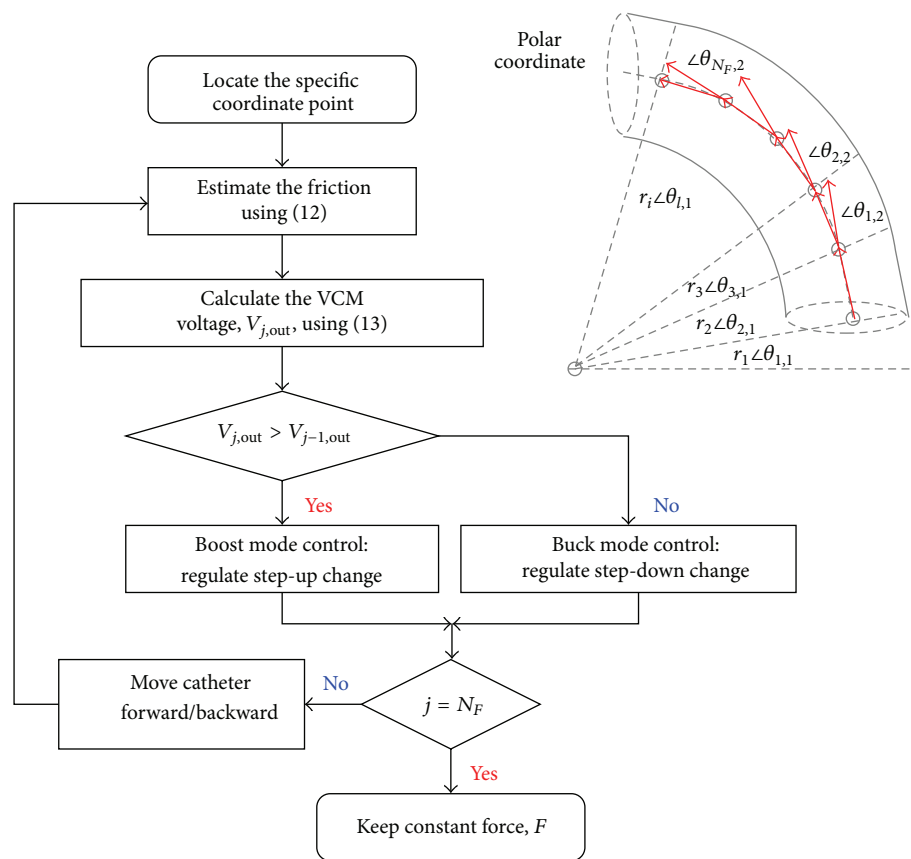 Locate the specific
coordinate point
Estimate the friction
using (12)
Calculate the VCM
voltage, V_{j,out}, using (13)
V_{j,out} > V_{j−1,out}
Yes
No
Boost mode control:
regulate step-up change
Buck mode control:
regulate step-down change
Move catheter
forward/backward
No
j = N_F
Yes
Keep constant force, F
Polar
coordinate
∠θ_{N_F,2}
∠θ_{2,2}
∠θ_{1,2}
r_i∠θ_{l,1}
r_3∠θ_{3,1}
r_2∠θ_{2,1}
r_1∠θ_{1,1}